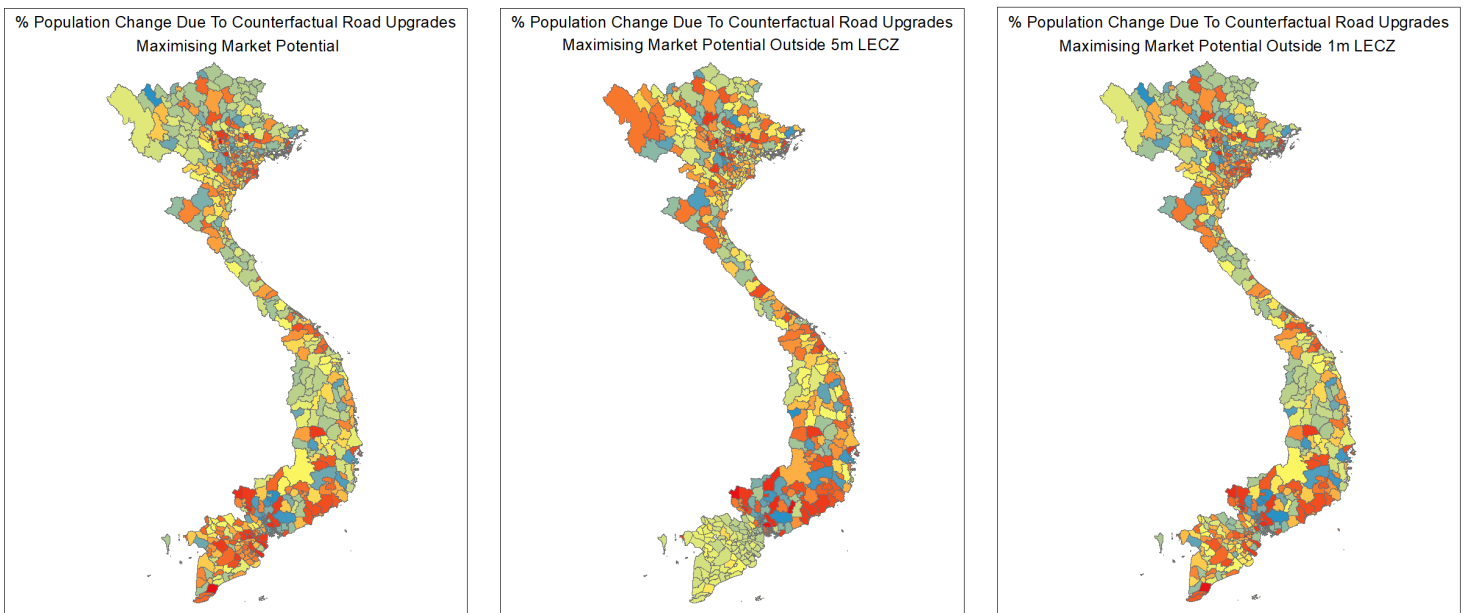 % Population Change Due To Counterfactual Road Upgrades
Maximising Market Potential
% Population Change Due To Counterfactual Road Upgrades
Maximising Market Potential Outside 5m LECZ
% Population Change Due To Counterfactual Road Upgrades
Maximising Market Potential Outside 1m LECZ